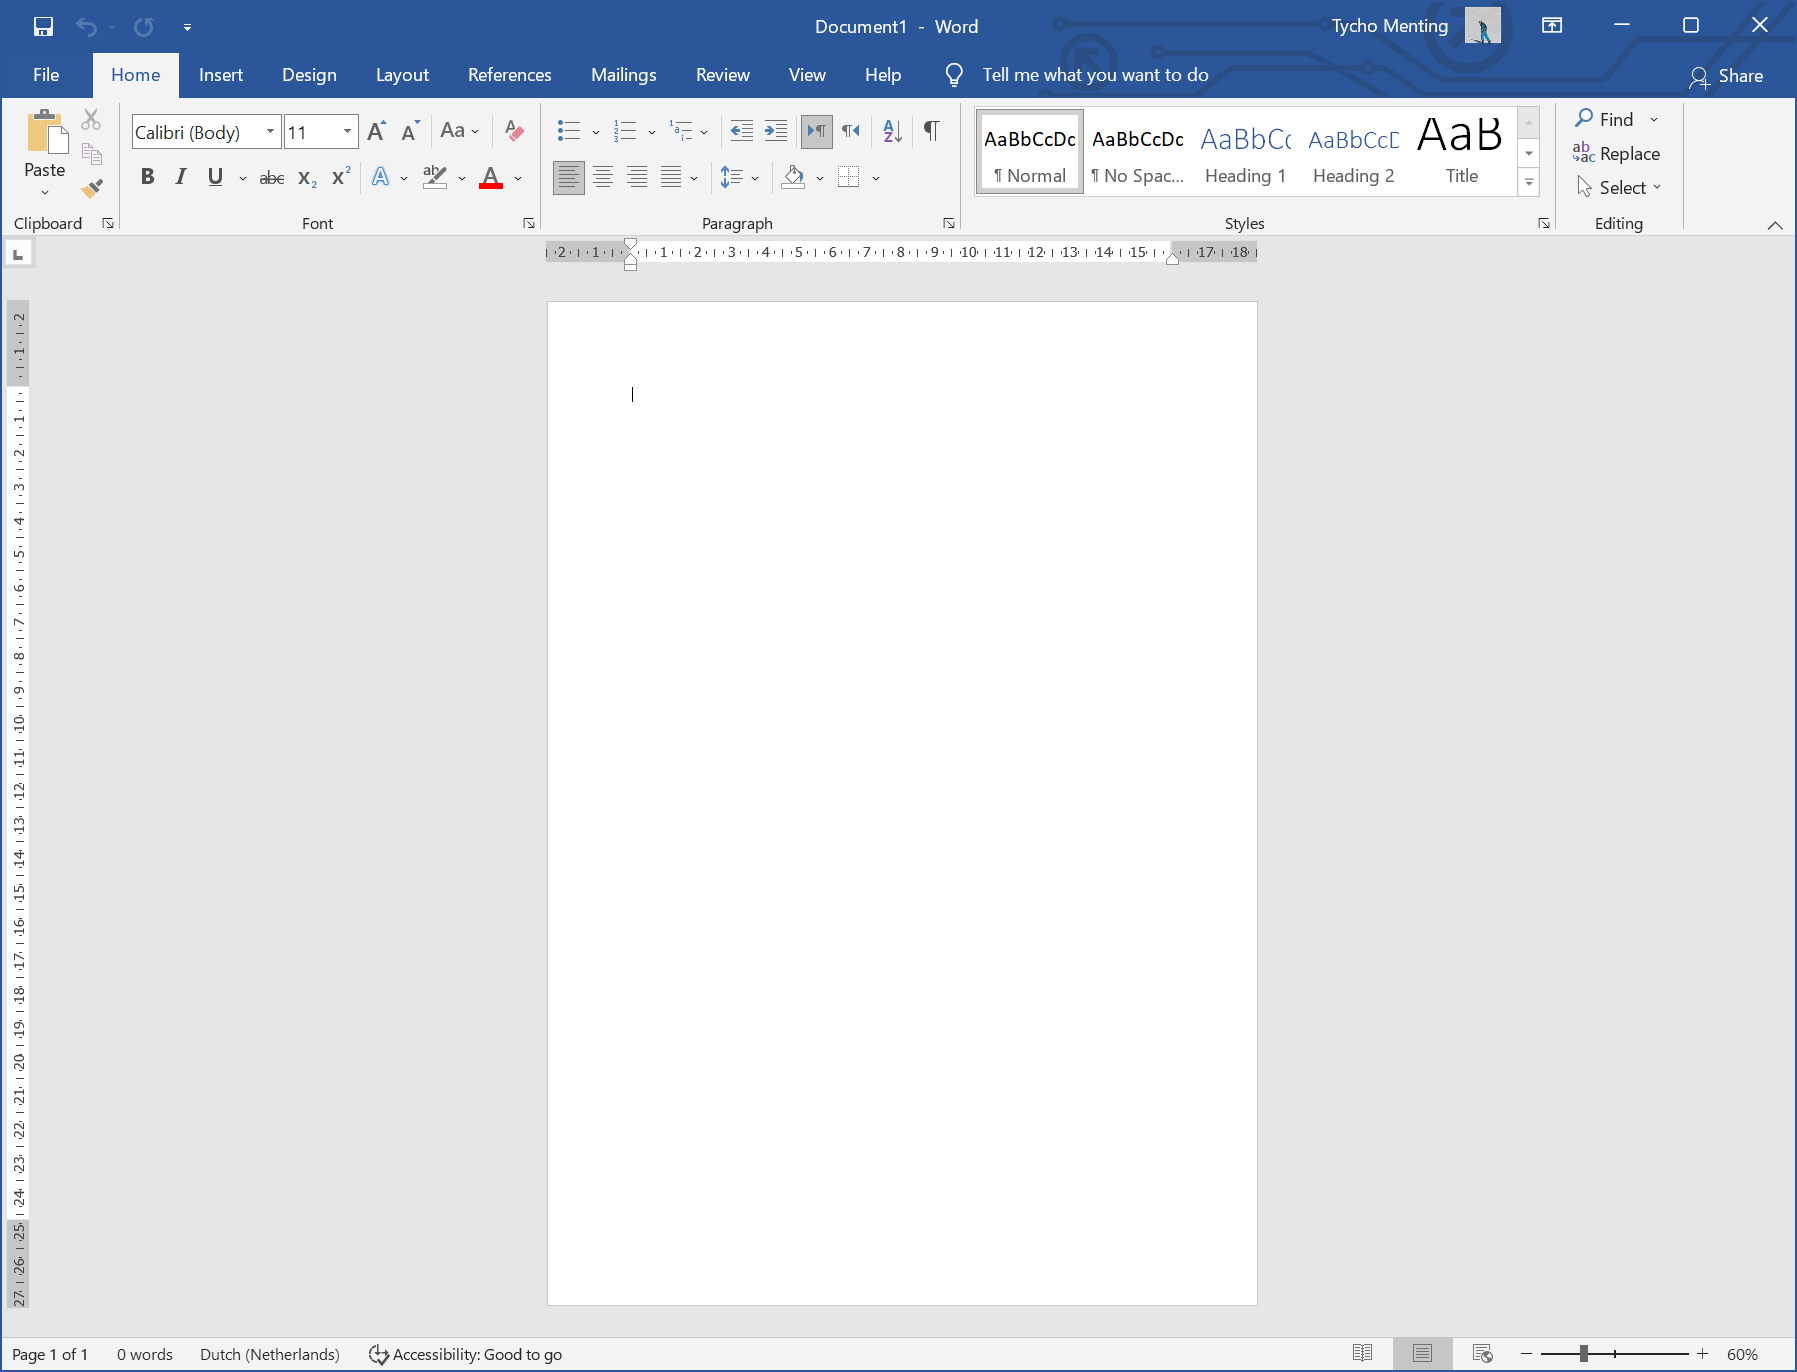 Document1 - Word
Tycho Menting
File Home Insert Design Layout References Mailings Review View Help Tell me what you want to do Share
Paste
Clipboard
Calibri (Body) 11 Aa
B I U abc x2 x2 A ab A
Font
Paragraph
AaBbCcDc AaBbCcDc AaBbCc AaBbCcD AaB
¶ Normal ¶ No Spac... Heading 1 Heading 2 Title
Styles
Find
Replace
Select
Editing
2 1 1 2 3 4 5 6 7 8 9 10 11 12 13 14 15 17 18
2 1 1 2 3 4 5 6 7 8 9 10 11 12 13 14 15 16 17 18 19 20 21 22 23 24 25 26 27
Page 1 of 1 0 words Dutch (Netherlands) Accessibility: Good to go 60%